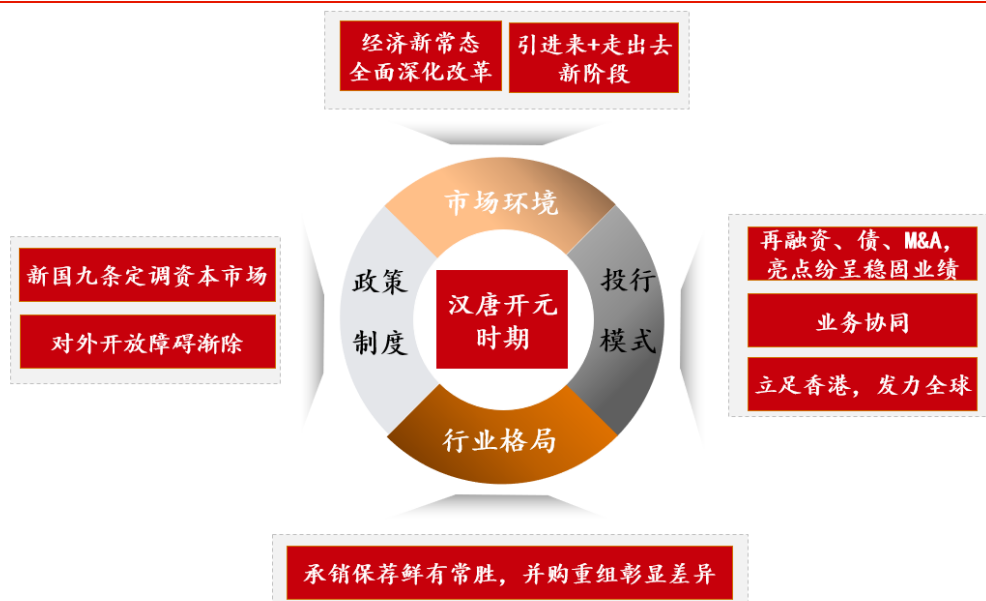 经济新常态
全面深化改革
引进来+走出去
新阶段
市场环境
新国九条定调资本市场
对外开放障碍渐除
政策
制度
汉唐开元
时期
投行
模式
再融资、债、M&A,
亮点纷呈稳固业绩
业务协同
立足香港，发力全球
行业格局
承销保荐鲜有常胜，并购重组彰显差异